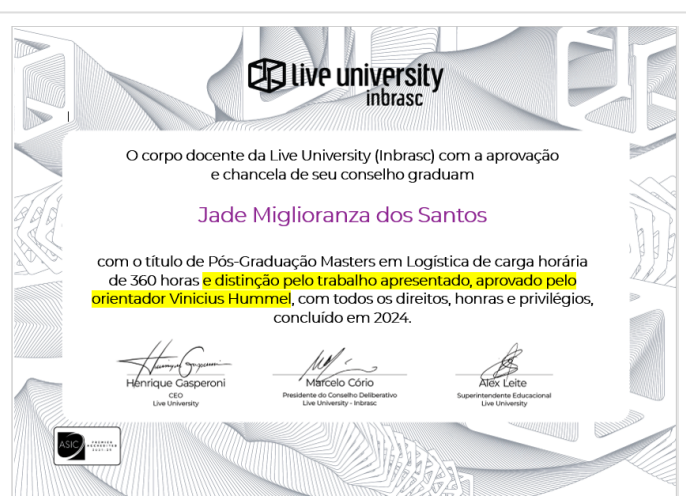 live university
inbrasc
O corpo docente da Live University (Inbrasc) com a aprovação
e chancela de seu conselho graduam
Jade Miglioranza dos Santos
com o título de Pós-Graduação Masters em Logística de carga horária
de 360 horas e distinção pelo trabalho apresentado, aprovado pelo
orientador Vinicius Hummel, com todos os direitos, honras e privilégios,
concluído em 2024.
Henrique Gasperoni
CEO
Live University
Marcelo Cório
Presidente do Conselho Deliberativo
Live University - Inbrasc
Alex Leite
Superintendente Educacional
Live University
ASIC